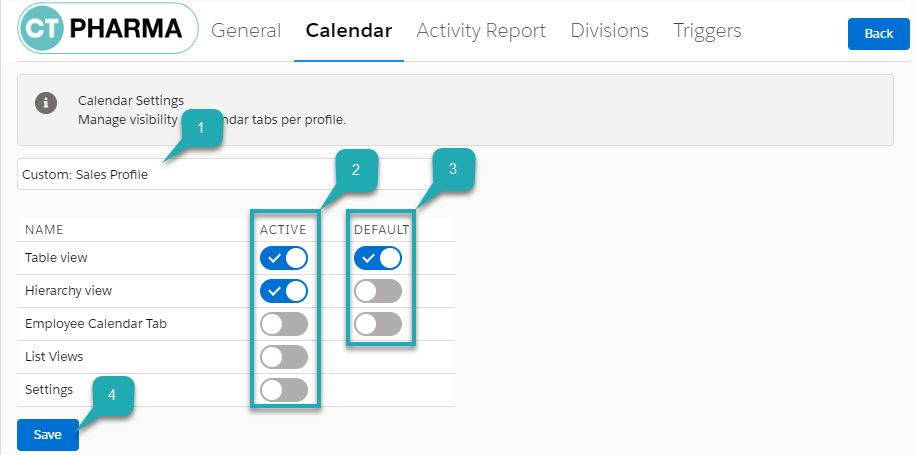 CT PHARMA General Calendar Activity Report Divisions Triggers Back
Calendar Settings
Manage visibility ndar tabs per profile.
1
Custom: Sales Profile
2
3
NAME ACTIVE DEFAULT
Table view
Hierarchy view
Employee Calendar Tab
List Views
Settings
4
Save